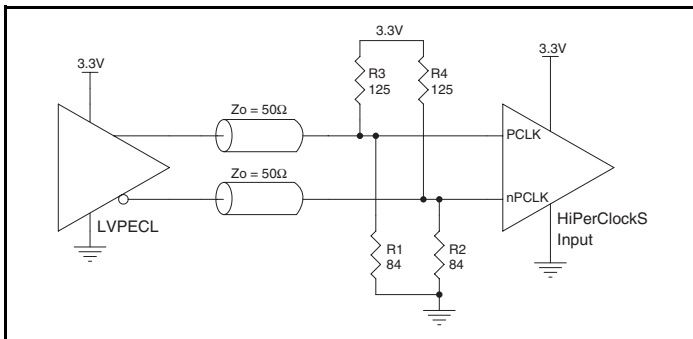 3.3V
3.3V
3.3V
R3
125
R4
125
Zo = 50Ω
PCLK
Zo = 50Ω
nPCLK
LVPECL
HiPerClockS
Input
R1
84
R2
84